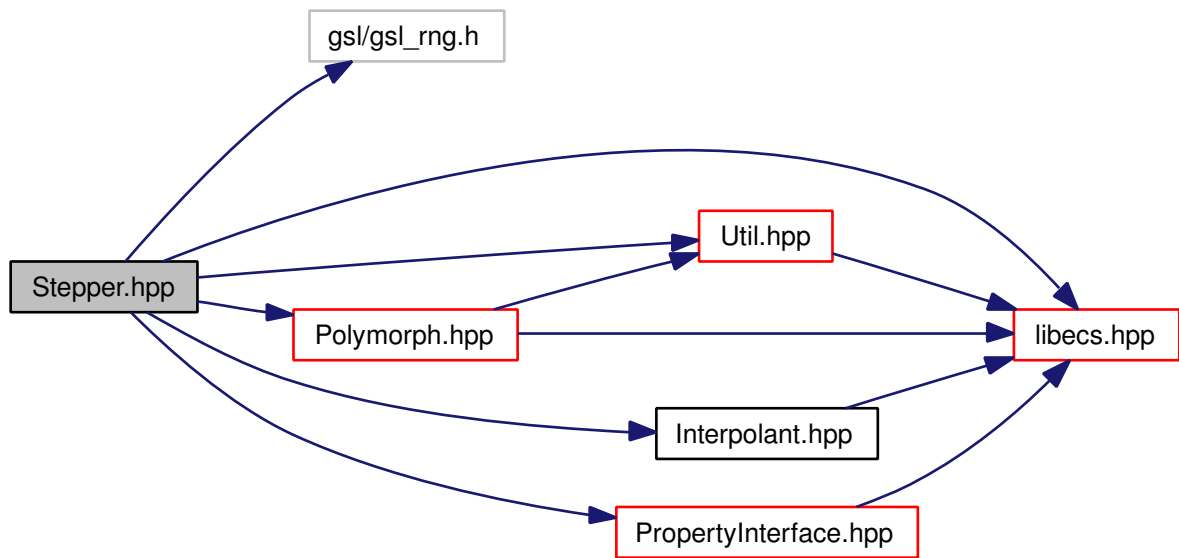 gsl/gsl_rng.h
Util.hpp
Stepper.hpp
Polymorph.hpp
libecs.hpp
Interpolant.hpp
PropertyInterface.hpp